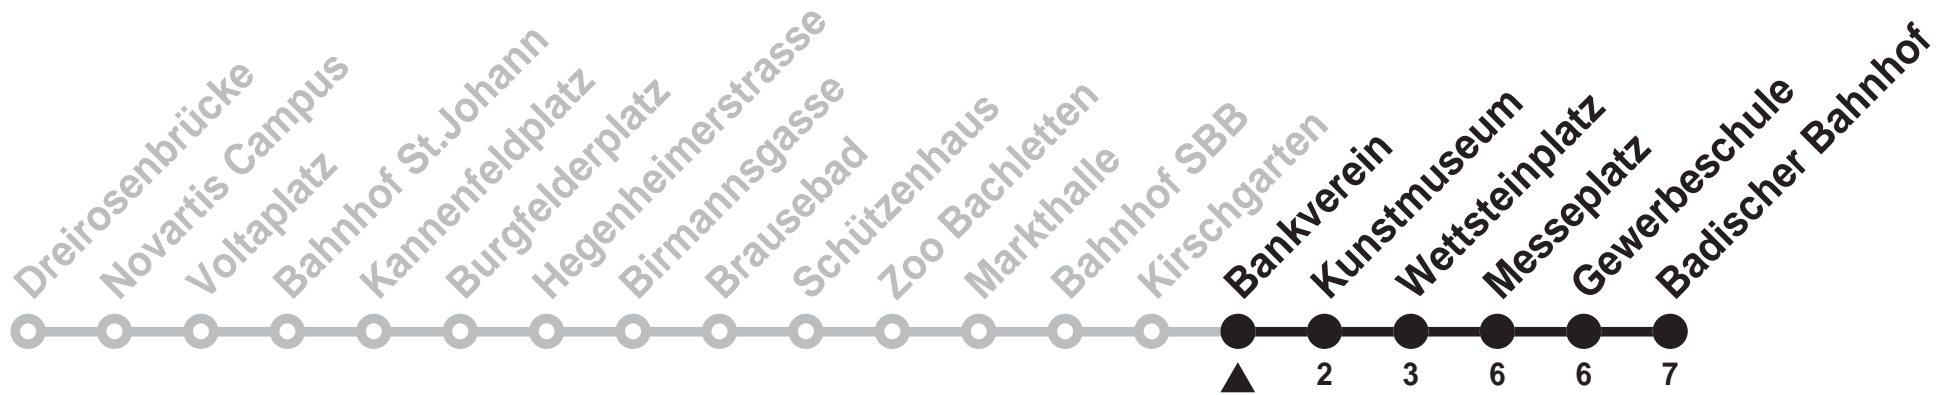 Dreirosenbrücke
Novartis Campus
Voltaplatz
Bahnhof St.Johann
Kannenfeldplatz
Burgfelderplatz
Hegenheimerstrasse
Birmannsgasse
Brausebad
Schützenhaus
Zoo Bachletten
Markthalle
Bahnhof SBB
Kirschgarten
Bankverein
Kunstmuseum
Wettsteinplatz
Messeplatz
Gewerbeschule
Badischer Bahnhof
2 3 6 6 7